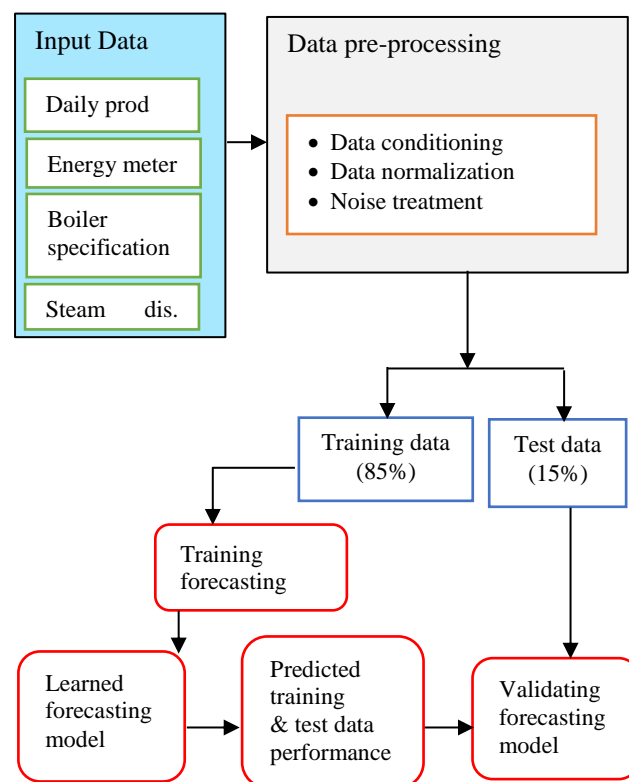 Input Data
Daily prod
Energy meter
Boiler
specification
Steam dis.
Data pre-processing
• Data conditioning
• Data normalization
• Noise treatment
Training data
(85%)
Test data
(15%)
Training
forecasting
Learned
forecasting
model
Predicted
training
& test data
performance
Validating
forecasting
model